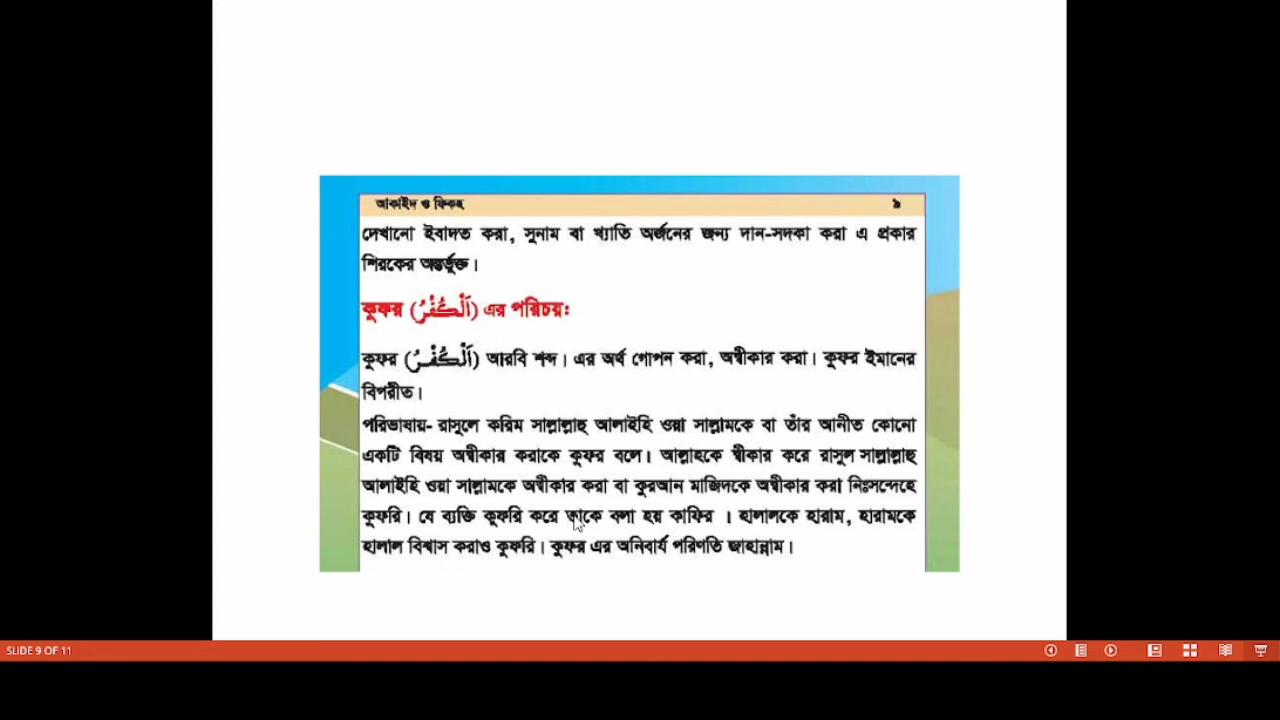 আকাইদ ও ফিকহ ৯
দেখানো ইবাদত করা, সুনাম বা খ্যাতি অর্জনের জন্য দান-সদকা করা এ প্রকার
শিরকের অন্তর্ভুক্ত।
কুফর (اَلْكُفْرُ) এর পরিচয়:
কুফর (اَلْكُفْرُ) আরবি শব্দ। এর অর্থ গোপন করা, অস্বীকার করা। কুফর ইমানের
বিপরীত।
পরিভাষায়- রাসুলে করিম সাল্লাল্লাহু আলাইহি ওয়া সাল্লামকে বা তাঁর আনীত কোনো
একটি বিষয় অস্বীকার করাকে কুফর বলে। আল্লাহকে স্বীকার করে রাসুল সাল্লাল্লাহু
আলাইহি ওয়া সাল্লামকে অস্বীকার করা বা কুরআন মাজিদকে অস্বীকার করা নিঃসন্দেহে
কুফরি। যে ব্যক্তি কুফরি করে তাকে বলা হয় কাফির । হালালকে হারাম, হারামকে
হালাল বিশ্বাস করাও কুফরি। কুফর এর অনিবার্য পরিণতি জাহান্নাম।
SLIDE 9 OF 11